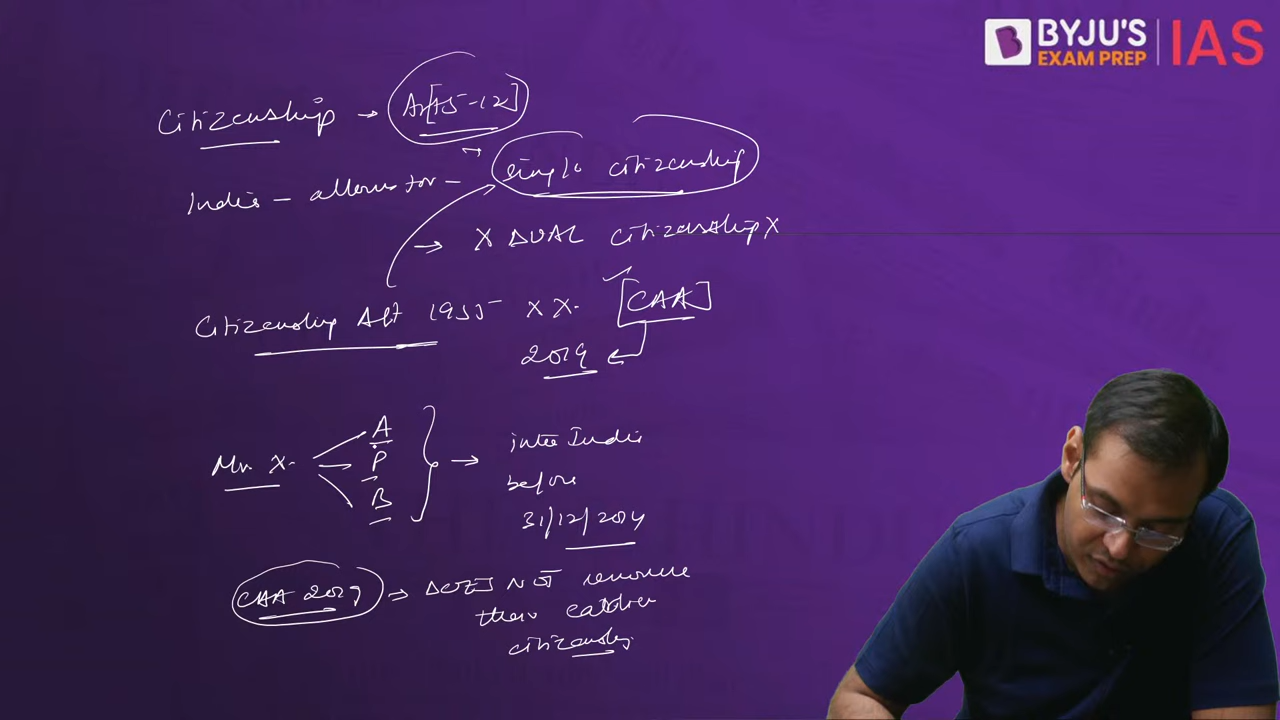 BYJU'S
EXAM PREP
IAS
Citizenship → Art[5-12]
India - allows for - single citizenship
→ X DUAL citizenship X
Citizenship Act 1955 X X. [CAA]
2019
Mr. X.
A
P
B
→ into India
before
31/12/2014
CAA 2019 → DOES NOT renounce
their earlier
citizenship